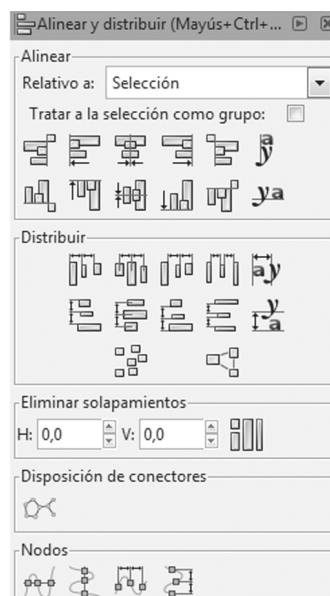 Alinear y distribuir (Mayús+Ctrl+...
Alinear
Relativo a: Selección
Tratar a la selección como grupo:
Distribuir
Eliminar solapamientos
H: 0,0 V: 0,0
Disposición de conectores
Nodos